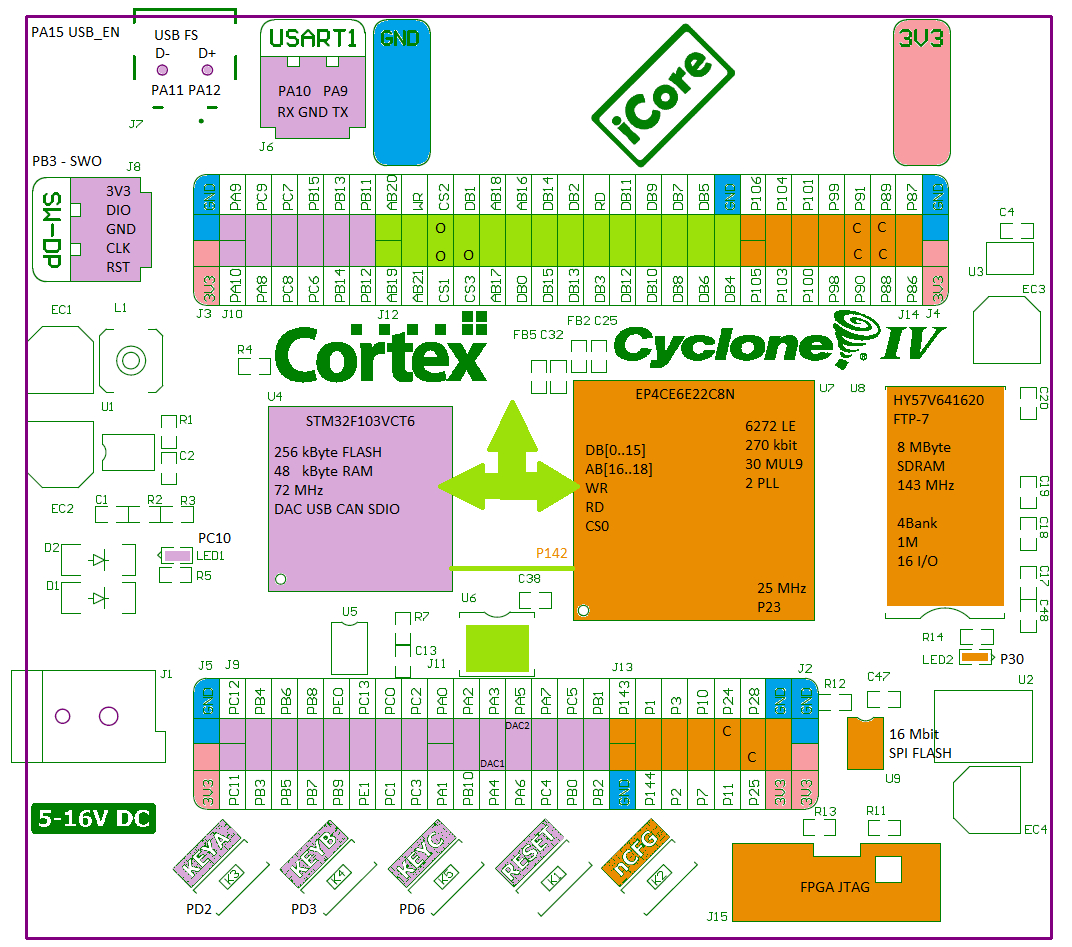 PA15 USB_EN
USB FS
D- D+
PA11 PA12
J7
USART1
PA10 PA9
RX GND TX
J6
GND
iCore
3V3
PB3 - SWO
J8
SW-DP
3V3
DIO
GND
CLK
RST
GND PA9 PC9 PC7 PB15 PB13 PB11 AB20 WR CS2 DB1 AB18 AB16 DB14 DB2 RD DB11 DB9 DB7 DB5 GND P106 P104 P101 P99 P91 P89 P87 GND
O C C
O O C C
3V3 PA10 PA8 PC8 PC6 PB14 PB12 AB19 AB21 CS1 CS3 AB17 DB0 DB15 DB13 DB3 DB12 DB10 DB8 DB6 DB4 P105 P103 P100 P98 P90 P88 P86 3V3
J3 J10 J12 J14 J4
C4
U3
EC3
EC1 L1
U1
R4
Cortex
FB5 C32 FB2 C25
Cyclone IV
U4
STM32F103VCT6
256 kByte FLASH
48 kByte RAM
72 MHz
DAC USB CAN SDIO
U7
EP4CE6E22C8N
6272 LE
270 kbit
30 MUL9
2 PLL
DB[0..15]
AB[16..18]
WR
RD
CS0
25 MHz
P23
U8
HY57V641620
FTP-7
8 MByte
SDRAM
143 MHz
4Bank
1M
16 I/O
C20
C19
C18
C17
C48
R1
C2
EC2 C1 R2 R3
PC10
D2 LED1
D1 R5
P142
C38
U5 R7 U6
C13
R14
LED2 P30
J1
J5 J9 J11 J13 J2
GND PC12 PB4 PB6 PB8 PE0 PC13 PC0 PC2 PA0 PA2 PA3 PA5 PA7 PC5 PB1 P143 P1 P3 P10 P24 P28 GND GND
DAC2 C
DAC1 C
3V3 PC11 PB3 PB5 PB7 PB9 PE1 PC1 PC3 PA1 PB10 PA4 PA6 PC4 PB0 PB2 GND P144 P2 P7 P11 P25 3V3 3V3
R12 C47 U2
16 Mbit
SPI FLASH
U9
EC4
5-16V DC
R13 R11
KEYA KEYB KEYC RESET nCFG
K3 K4 K5 K1 K2
PD2 PD3 PD6
FPGA JTAG
J15